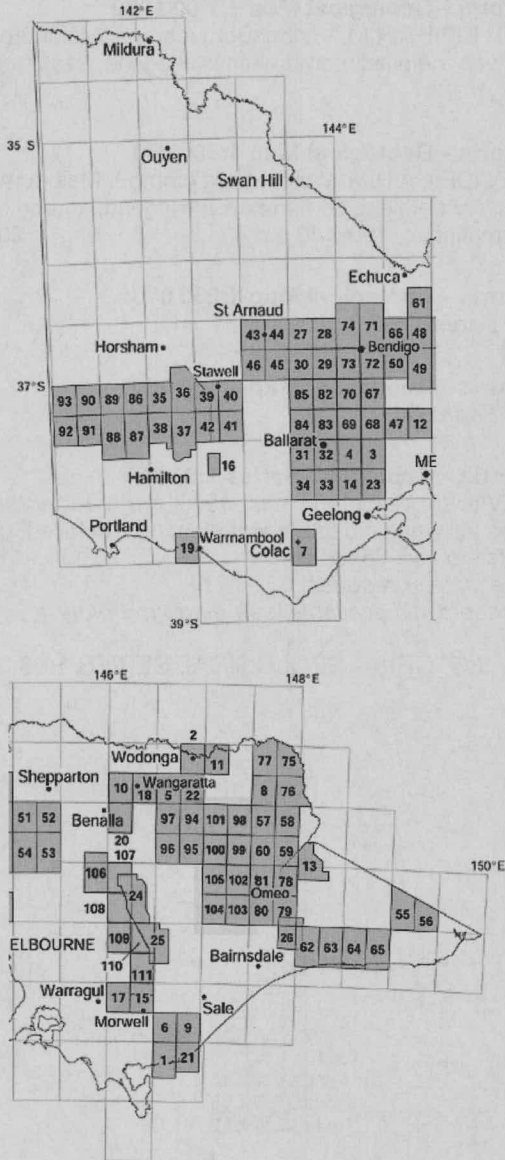 142°E
Mildura
144°E
35 S
Ouyen
Swan Hill
Echuca
61
St Arnaud
43 44 27 28 74 71 66 48
Bendigo
Horsham
46 45 30 29 73 72 50 49
Stawell
37°S
93 90 89 86 35 36 39 40
85 82 70 67
92 91 88 87 38 37 42 41
84 83 69 68 47 12
Ballarat
31 32 4 3
16
Hamilton
ME
34 33 14 23
Geelong
Portland
Warrnambool
19
Colac
7
39°S
146°E
148°E
2
Wodonga
11
77 75
Shepparton
Wangaratta
10 18 5 22 8 76
51 52
Benalla
97 94 101 98 57 58
20
54 53
107
96 95 100 99 60 59
106
13
150°E
105 102 81 78
24
Omeo
108
104 103 80 79
55 56
ELBOURNE
109
25
26
110
62 63 64 65
Bairnsdale
111
Warragul
17 15
Sale
Morwell
6 9
1 21